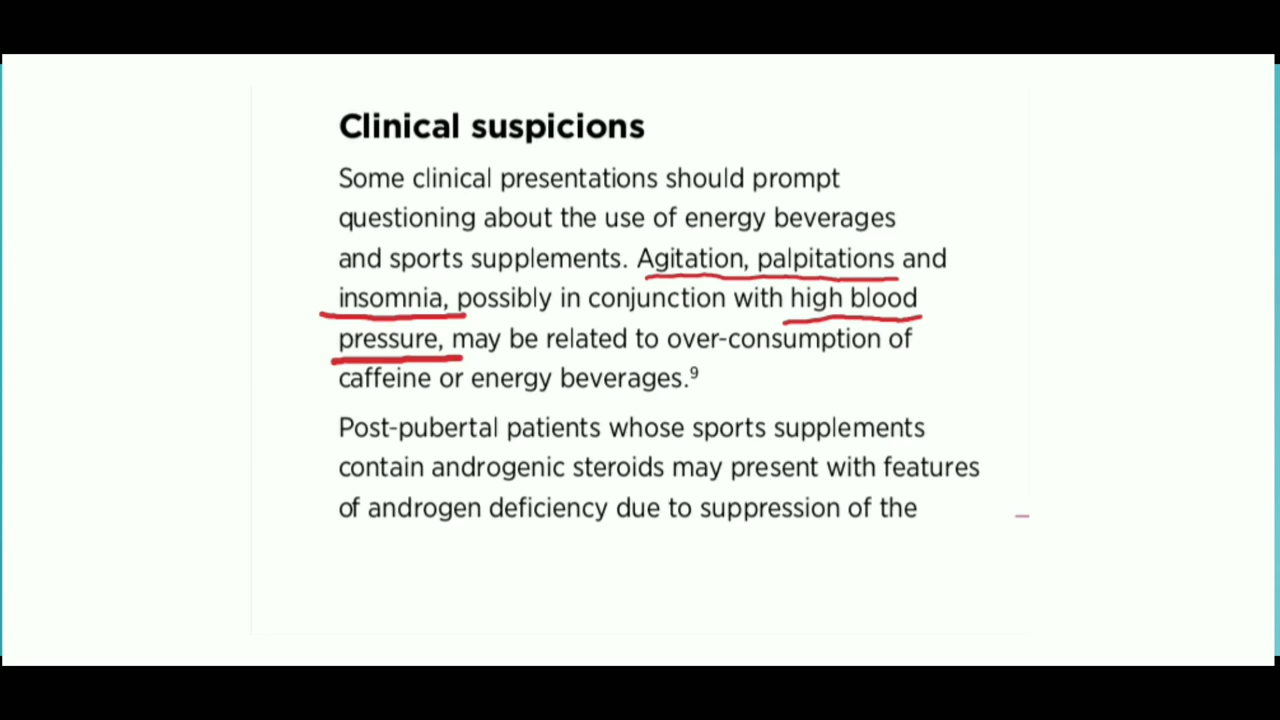 Clinical suspicions
Some clinical presentations should prompt
questioning about the use of energy beverages
and sports supplements. Agitation, palpitations and
insomnia, possibly in conjunction with high blood
pressure, may be related to over-consumption of
caffeine or energy beverages.⁹
Post-pubertal patients whose sports supplements
contain androgenic steroids may present with features
of androgen deficiency due to suppression of the